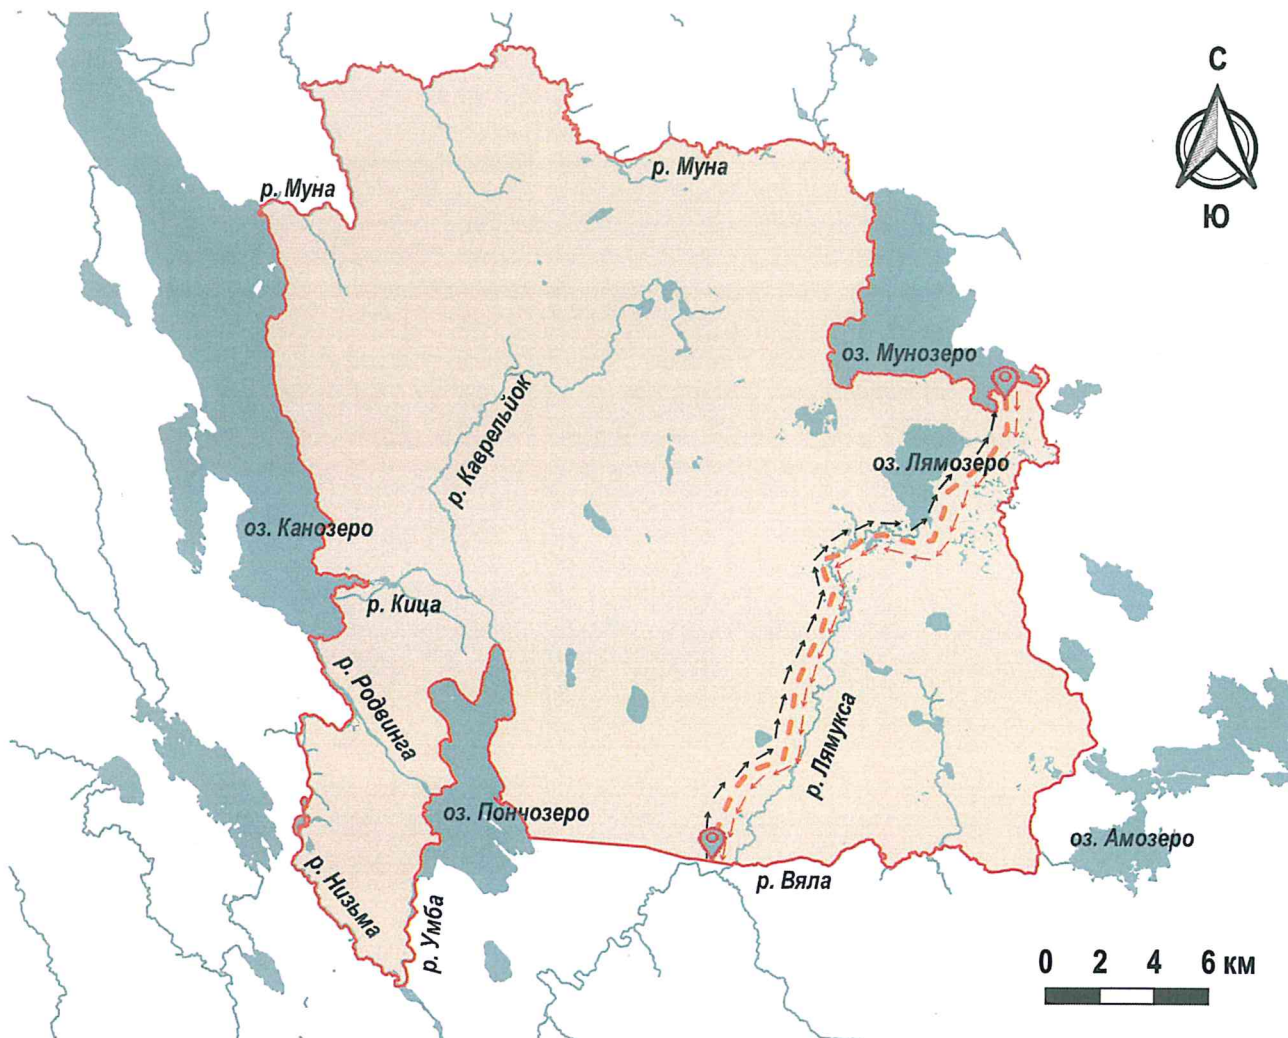 С
Ю
р. Муна
р. Муна
оз. Мунозеро
р. Каврельйок
оз. Лямозеро
оз. Канозеро
р. Кица
р. Родвинга
р. Лямукса
оз. Пончозеро
оз. Амозеро
р. Вяла
р. Низьма
р. Умба
0 2 4 6 км